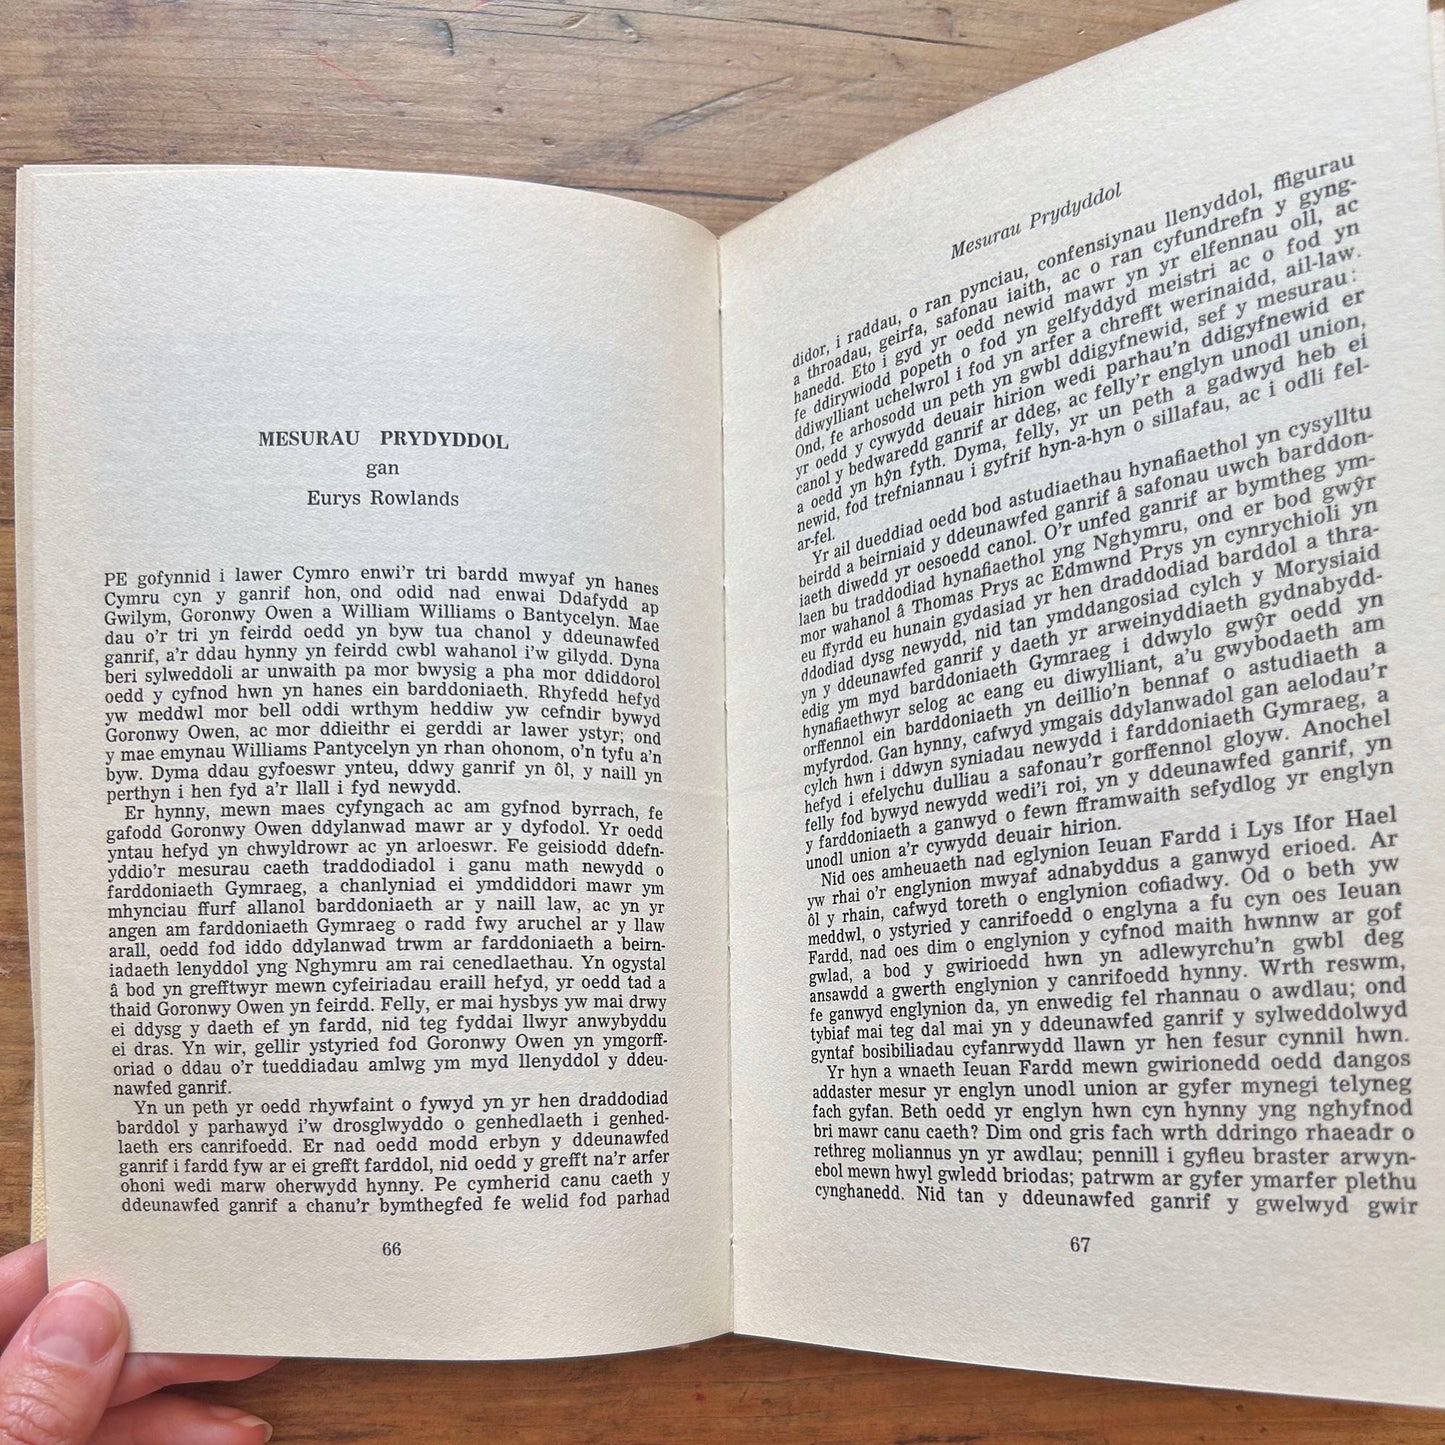 MESURAU PRYDYDDOL
gan
Eurys Rowlands
PE gofynnid i lawer Cymro enwi'r tri bardd mwyaf yn hanes
Cymru cyn y ganrif hon, ond odid nad enwai Ddafydd ap
Gwilym, Goronwy Owen a William Williams o Bantycelyn. Mae
dau o'r tri yn feirdd oedd yn byw tua chanol y ddeunawfed
ganrif, a'r ddau hynny yn feirdd cwbl wahanol i'w gilydd. Dyna
beri sylweddoli ar unwaith pa mor bwysig a pha mor ddiddorol
oedd y cyfnod hwn yn hanes ein barddoniaeth. Rhyfedd hefyd
yw meddwl mor bell oddi wrthym heddiw yw cefndir bywyd
Goronwy Owen, ac mor ddieithr ei gerddi ar lawer ystyr; ond
y mae emynau Williams Pantycelyn yn rhan ohonom, o'n tyfu a'n
byw. Dyma ddau gyfoeswr ynteu, ddwy ganrif yn ôl, y naill yn
perthyn i hen fyd a'r llall i fyd newydd.
Er hynny, mewn maes cyfyngach ac am gyfnod byrrach, fe
gafodd Goronwy Owen ddylanwad mawr ar y dyfodol. Yr oedd
yntau hefyd yn chwyldrowr ac yn arloeswr. Fe geisiodd ddefn-
yddio'r mesurau caeth traddodiadol i ganu math newydd o
farddoniaeth Gymraeg, a chanlyniad ei ymddiddori mawr ym
mhynciau ffurf allanol barddoniaeth ar y naill law, ac yn yr
angen am farddoniaeth Gymraeg o radd fwy aruchel ar y llaw
arall, oedd fod iddo ddylanwad trwm ar farddoniaeth a beirn-
iadaeth lenyddol yng Nghymru am rai cenedlaethau. Yn ogystal
â bod yn grefftwyr mewn cyfeiriadau eraill hefyd, yr oedd tad a
thaid Goronwy Owen yn feirdd. Felly, er mai hysbys yw mai drwy
ei ddysg y daeth ef yn fardd, nid teg fyddai llwyr anwybyddu
ei dras. Yn wir, gellir ystyried fod Goronwy Owen yn ymgorff-
oriad o ddau o'r tueddiadau amlwg ym myd llenyddol y ddeu-
nawfed ganrif.
Yn un peth yr oedd rhywfaint o fywyd yn yr hen draddodiad
barddol y parhawyd i'w drosglwyddo o genhedlaeth i genhed-
laeth ers canrifoedd. Er nad oedd modd erbyn y ddeunawfed
ganrif i fardd fyw ar ei grefft farddol, nid oedd y grefft na'r arfer
ohoni wedi marw oherwydd hynny. Pe cymherid canu caeth y
ddeunawfed ganrif a chanu'r bymthegfed fe welid fod parhad
66
Mesurau Prydyddol
didor, i raddau, o ran pynciau, confensiynau llenyddol, ffigurau
a throadau, geirfa, safonau iaith, ac o ran cyfundrefn y gyng-
hanedd. Eto i gyd yr oedd newid mawr yn yr elfennau oll, ac
fe ddirywiodd popeth o fod yn gelfyddyd meistri ac o fod yn
ddiwylliant uchelwrol i fod yn arfer a chrefft werinaidd, ail-law.
Ond, fe arhosodd un peth yn gwbl ddigyfnewid, sef y mesurau:
yr oedd y cywydd deuair hirion wedi parhau'n ddigyfnewid er
canol y bedwaredd ganrif ar ddeg, ac felly'r englyn unodl union,
a oedd yn hŷn fyth. Dyma, felly, yr un peth a gadwyd heb ei
newid, fod trefniannau i gyfrif hyn-a-hyn o sillafau, ac i odli fel-
ar-fel.
Yr ail dueddiad oedd bod astudiaethau hynafiaethol yn cysylltu
beirdd a beirniaid y ddeunawfed ganrif â safonau uwch barddon-
iaeth diwedd yr oesoedd canol. O'r unfed ganrif ar bymtheg ym-
laen bu traddodiad hynafiaethol yng Nghymru, ond er bod gwŷr
mor wahanol â Thomas Prys ac Edmwnd Prys yn cynrychioli yn
eu ffyrdd eu hunain gydasiad yr hen draddodiad barddol a thra-
ddodiad dysg newydd, nid tan ymddangosiad cylch y Morysiaid
yn y ddeunawfed ganrif y daeth yr arweinyddiaeth gydnabydd-
edig ym myd barddoniaeth Gymraeg i ddwylo gwŷr oedd yn
hynafiaethwyr selog ac eang eu diwylliant, a'u gwybodaeth am
orffennol ein barddoniaeth yn deillio'n bennaf o astudiaeth a
myfyrdod. Gan hynny, cafwyd ymgais ddylanwadol gan aelodau'r
cylch hwn i ddwyn syniadau newydd i farddoniaeth Gymraeg, a
hefyd i efelychu dulliau a safonau'r gorffennol gloyw. Anochel
felly fod bywyd newydd wedi'i roi, yn y ddeunawfed ganrif, yn
y farddoniaeth a ganwyd o fewn fframwaith sefydlog yr englyn
unodl union a'r cywydd deuair hirion.
Nid oes amheuaeth nad eglynion Ieuan Fardd i Lys Ifor Hael
yw rhai o'r englynion mwyaf adnabyddus a ganwyd erioed. Ar
ôl y rhain, cafwyd toreth o englynion cofiadwy. Od o beth yw
meddwl, o ystyried y canrifoedd o englyna a fu cyn oes Ieuan
Fardd, nad oes dim o englynion y cyfnod maith hwnnw ar gof
gwlad, a bod y gwirioedd hwn yn adlewyrchu'n gwbl deg
ansawdd a gwerth englynion y canrifoedd hynny. Wrth reswm,
fe ganwyd englynion da, yn enwedig fel rhannau o awdlau; ond
tybiaf mai teg dal mai yn y ddeunawfed ganrif y sylweddolwyd
gyntaf bosibiliadau cyfanrwydd llawn yr hen fesur cynnil hwn.
Yr hyn a wnaeth Ieuan Fardd mewn gwirionedd oedd dangos
addaster mesur yr englyn unodl union ar gyfer mynegi telyneg
fach gyfan. Beth oedd yr englyn hwn cyn hynny yng nghyfnod
bri mawr canu caeth? Dim ond gris fach wrth ddringo rhaeadr o
rethreg moliannus yn yr awdlau; pennill i gyfleu braster arwyn-
ebol mewn hwyl gwledd briodas; patrwm ar gyfer ymarfer plethu
cynghanedd. Nid tan y ddeunawfed ganrif y gwelwyd gwir
67